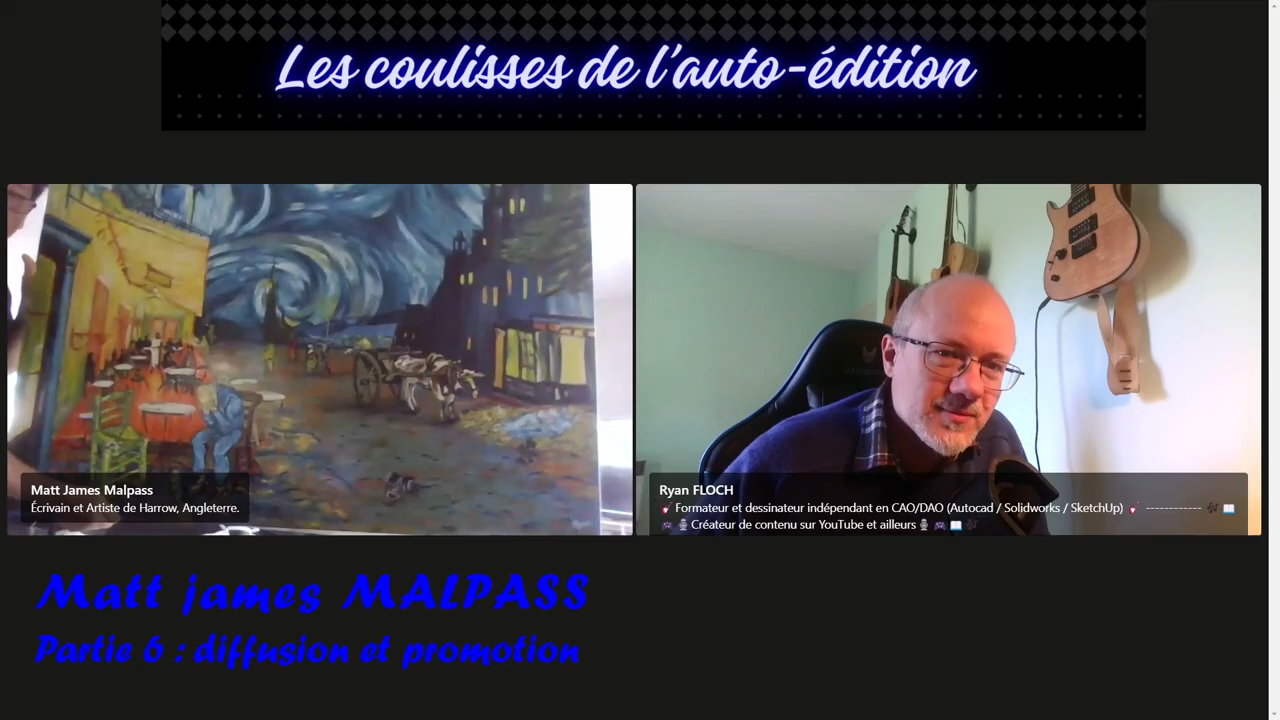 Les coulisses de l'auto-édition
Matt James Malpass
Écrivain et Artiste de Harrow, Angleterre.
Ryan FLOCH
🎸 Formateur et dessinateur indépendant en CAO/DAO (Autocad / Solidworks / SketchUp) 🎸 ------------ 🎶 📖
🎮 🎙 Créateur de contenu sur YouTube et ailleurs 🎙 🎮 📖 🎶
Matt james MALPASS
Partie 6 : diffusion et promotion